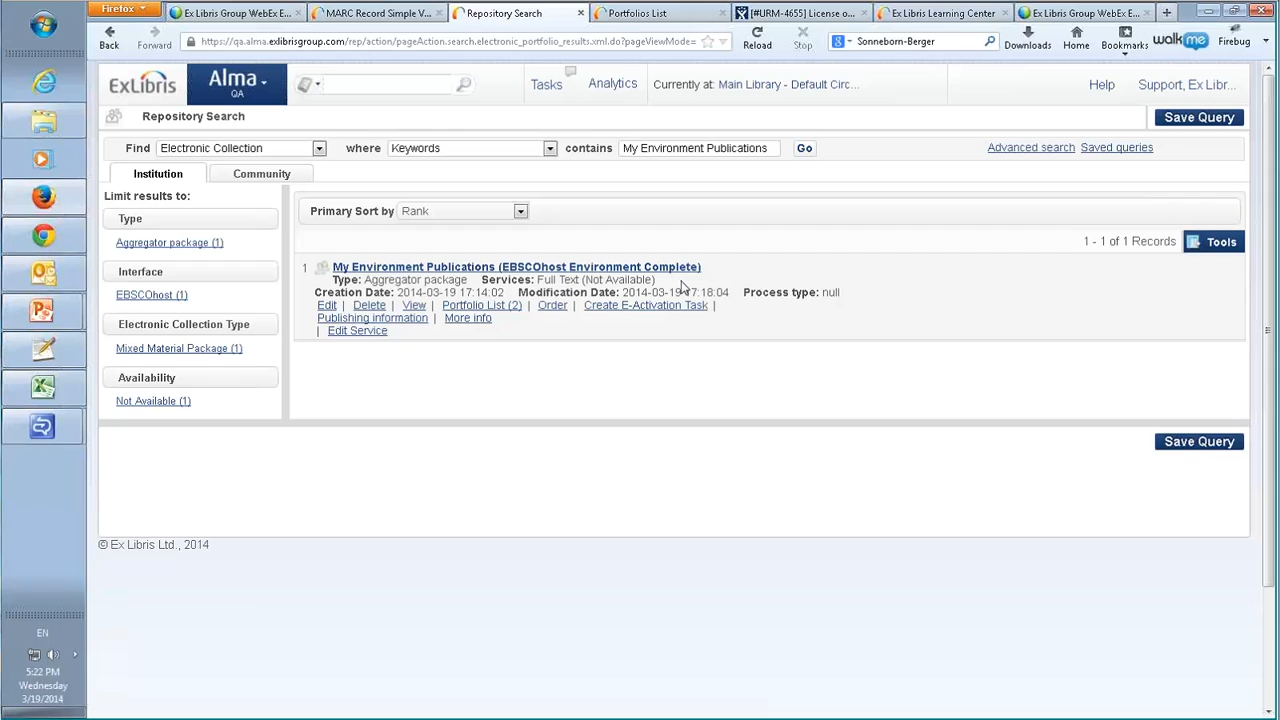 Firefox
Ex Libris Group WebEx E...
MARC Record Simple V...
Repository Search
Portfolios List
[#URM-4655] License o...
Ex Libris Learning Center
Ex Libris Group WebEx E...
Back
Forward
https://qa.alma.exlibrisgroup.com/rep/action/pageAction.search.electronic_portfolio_results.xml.do?pageViewMode=
Reload
Stop
Sonneborn-Berger
Downloads
Home
Bookmarks
walkme
Firebug
ExLibris
Alma
QA
Tasks
Analytics
Currently at: Main Library - Default Circ...
Help
Support, Ex Libr...
Repository Search
Save Query
Find Electronic Collection where Keywords contains My Environment Publications Go
Advanced search Saved queries
Institution
Community
Limit results to:
Type
Aggregator package (1)
Interface
EBSCOhost (1)
Electronic Collection Type
Mixed Material Package (1)
Availability
Not Available (1)
Primary Sort by Rank
1 - 1 of 1 Records
Tools
1 My Environment Publications (EBSCOhost Environment Complete)
Type: Aggregator package Services: Full Text (Not Available)
Creation Date: 2014-03-19 17:14:02 Modification Date: 2014-03-19 17:18:04 Process type: null
Edit | Delete | View | Portfolio List (2) | Order | Create E-Activation Task |
Publishing information | More info
| Edit Service
Save Query
© Ex Libris Ltd., 2014
EN
5:22 PM
Wednesday
3/19/2014